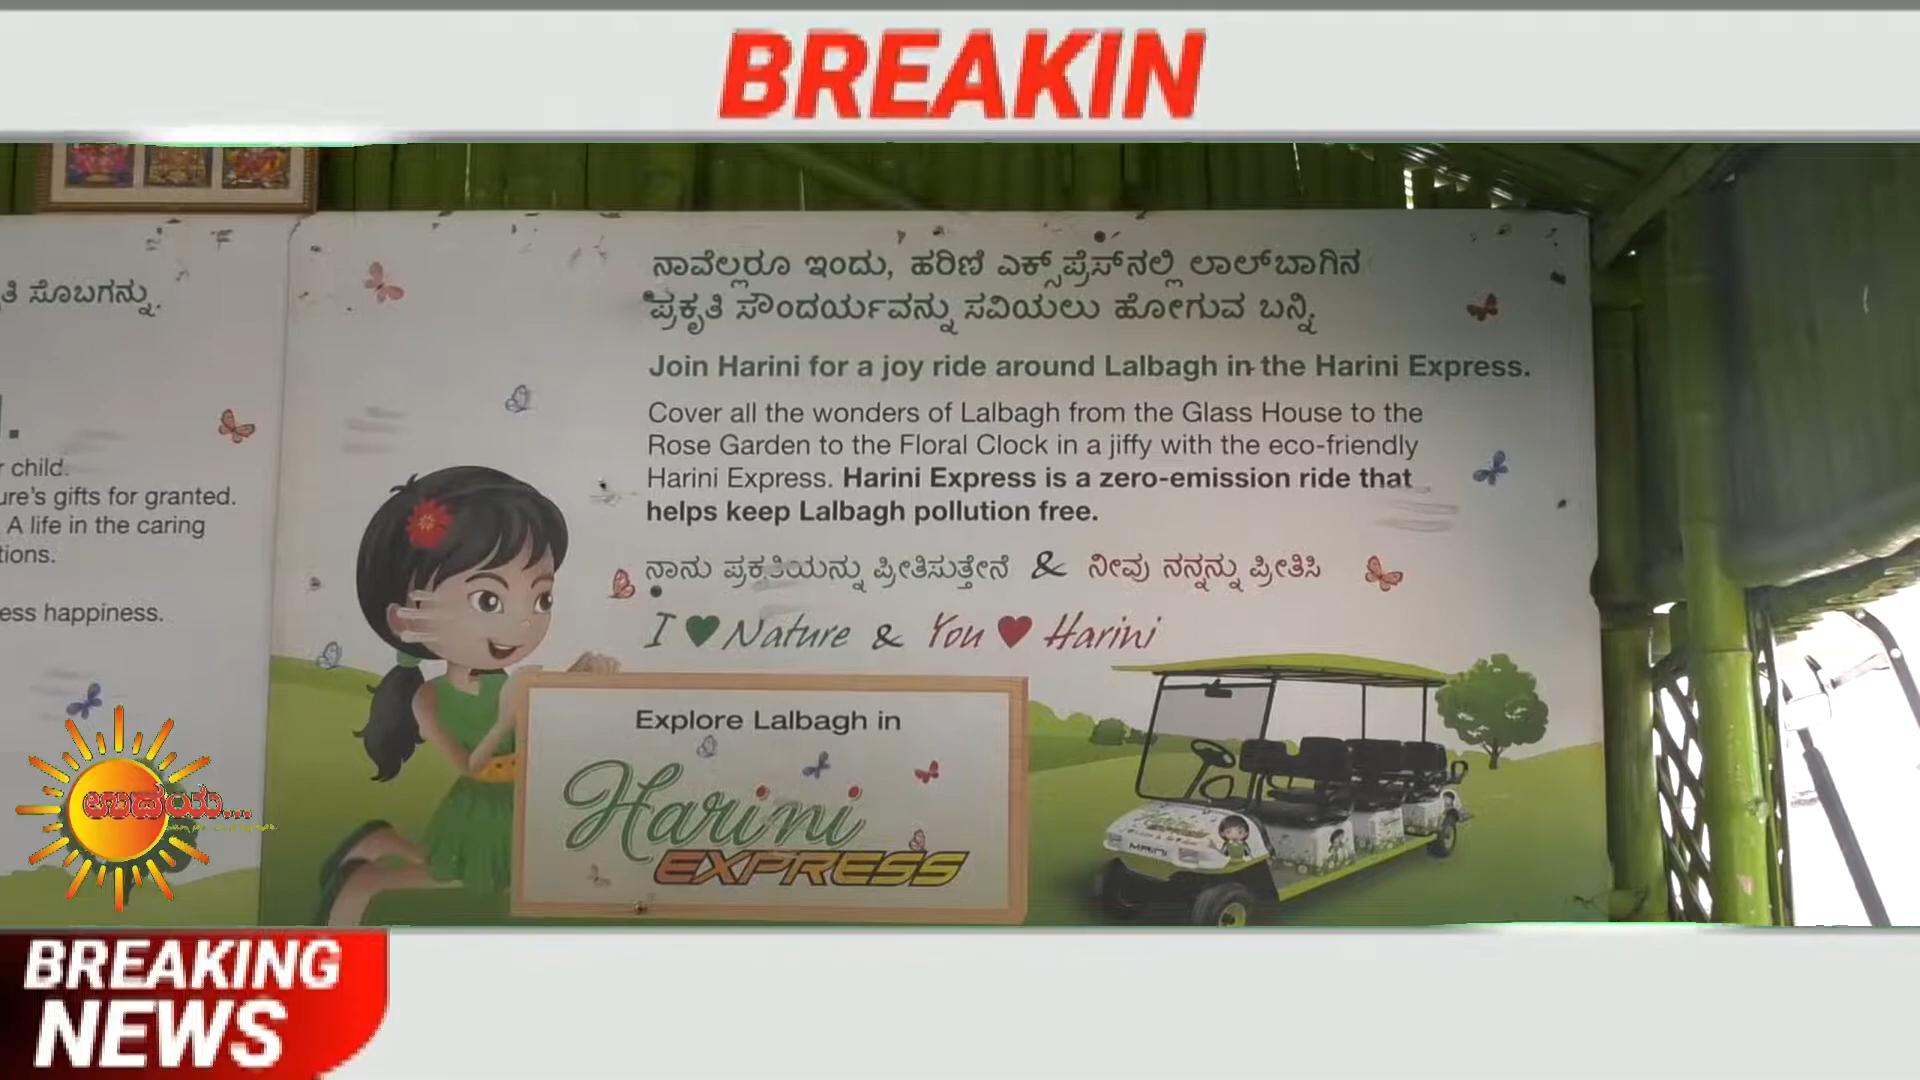 BREAKIN
ತಿ ಸೊಬಗನ್ನು.
r child.
ure's gifts for granted.
A life in the caring
tions.
ess happiness.
ನಾವೆಲ್ಲರೂ ಇಂದು, ಹರಿಣಿ ಎಕ್ಸ್‌ಪ್ರೆಸ್‌ನಲ್ಲಿ ಲಾಲ್‌ಬಾಗಿನ
ಪ್ರಕೃತಿ ಸೌಂದರ್ಯವನ್ನು ಸವಿಯಲು ಹೋಗುವ ಬನ್ನಿ.
Join Harini for a joy ride around Lalbagh in the Harini Express.
Cover all the wonders of Lalbagh from the Glass House to the
Rose Garden to the Floral Clock in a jiffy with the eco-friendly
Harini Express. Harini Express is a zero-emission ride that
helps keep Lalbagh pollution free.
ನಾನು ಪ್ರಕೃತಿಯನ್ನು ಪ್ರೀತಿಸುತ್ತೇನೆ & ನೀವು ನನ್ನನ್ನು ಪ್ರೀತಿಸಿ
I ♥ Nature & You ♥ Harini
Explore Lalbagh in
Harini
EXPRESS
MAINI
ಉದಯ....
BREAKING
NEWS